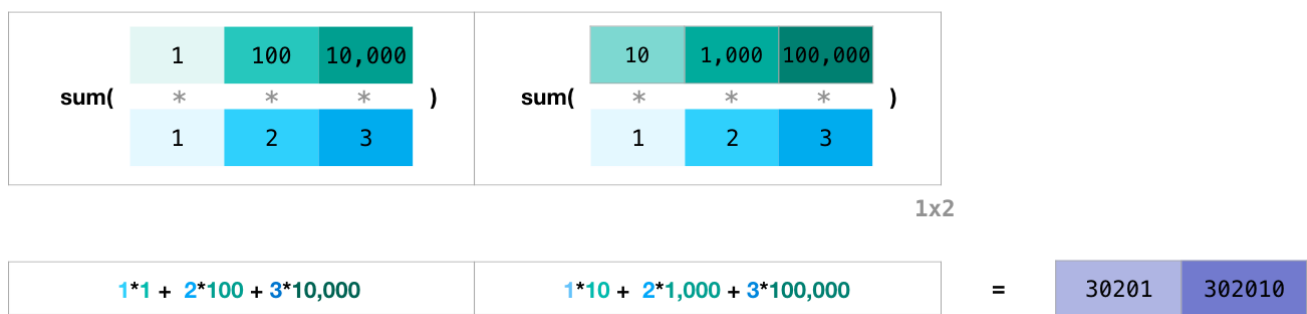 1 100 10,000 10 1,000 100,000
sum( * * * ) sum( * * * )
1 2 3 1 2 3
1x2
1*1 + 2*100 + 3*10,000 1*10 + 2*1,000 + 3*100,000 = 30201 302010